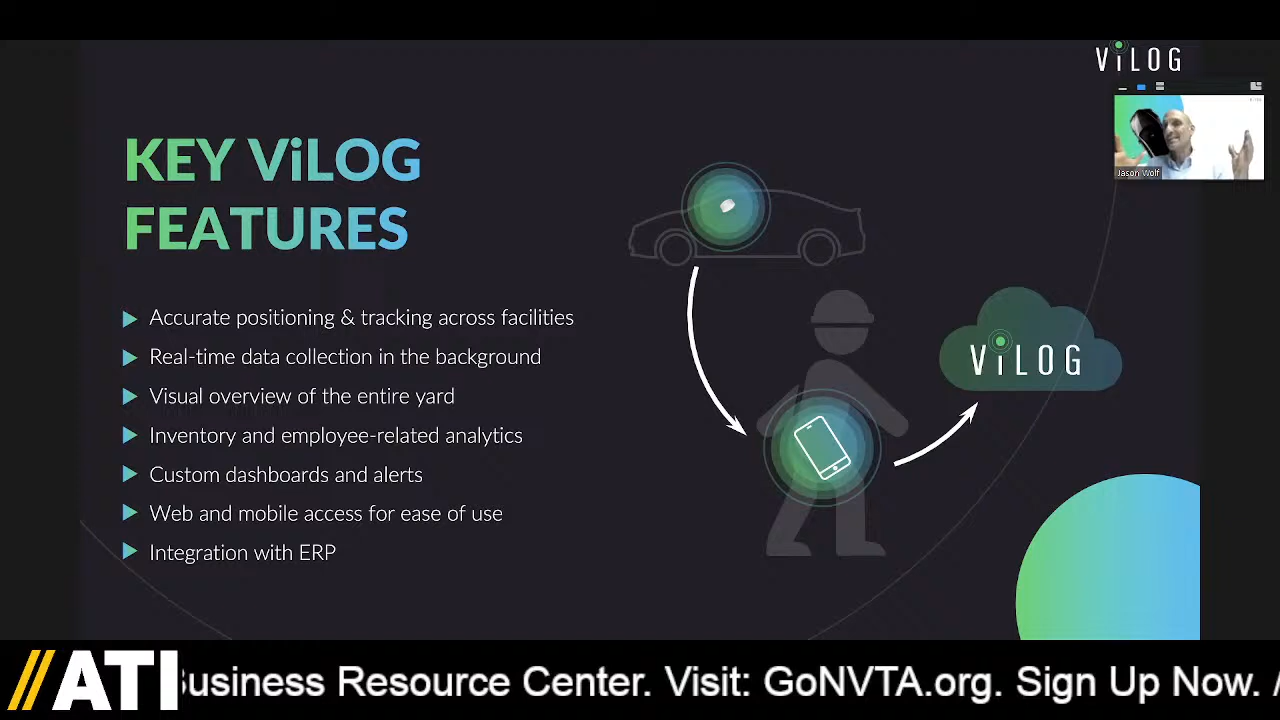 ViLOG
KEY ViLOG
FEATURES
Jason Wolf
Accurate positioning & tracking across facilities
Real-time data collection in the background
Visual overview of the entire yard
Inventory and employee-related analytics
Custom dashboards and alerts
Web and mobile access for ease of use
Integration with ERP
ViLOG
//ATI Business Resource Center. Visit: GoNVTA.org. Sign Up Now. /